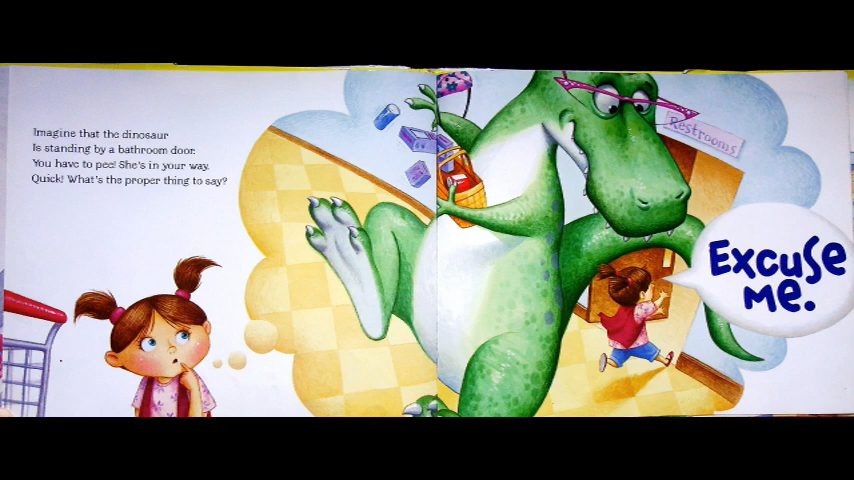 Imagine that the dinosaur
Is standing by a bathroom door.
You have to pee! She's in your way.
Quick! What's the proper thing to say?
Restrooms
Excuse
me.